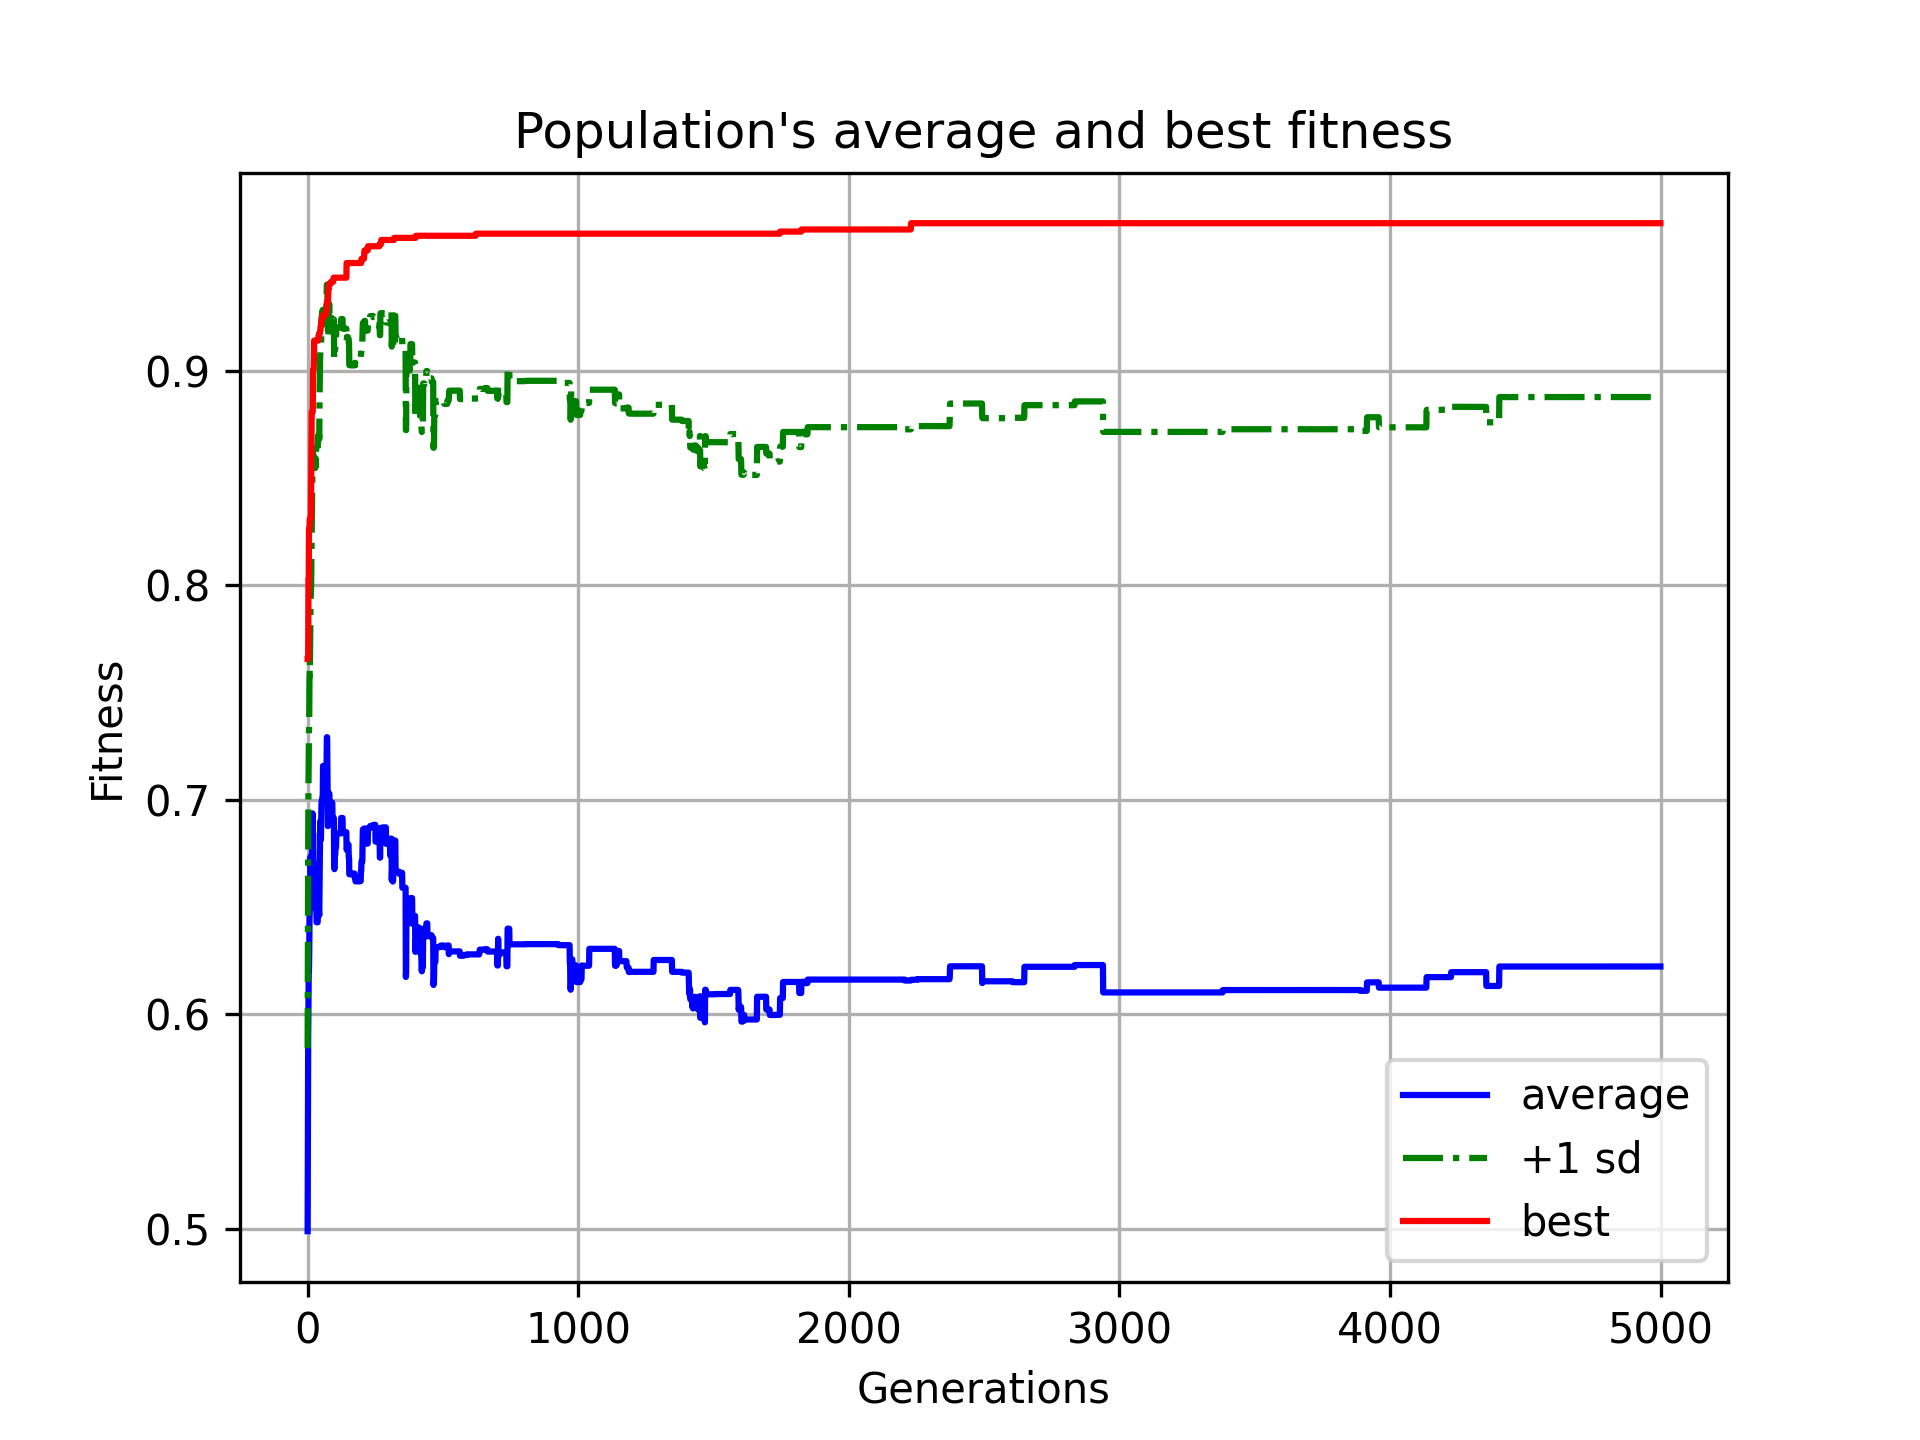 Population's average and best fitness
Fitness
0.9
0.8
0.7
0.6
0.5
0 1000 2000 3000 4000 5000
Generations
average
+1 sd
best